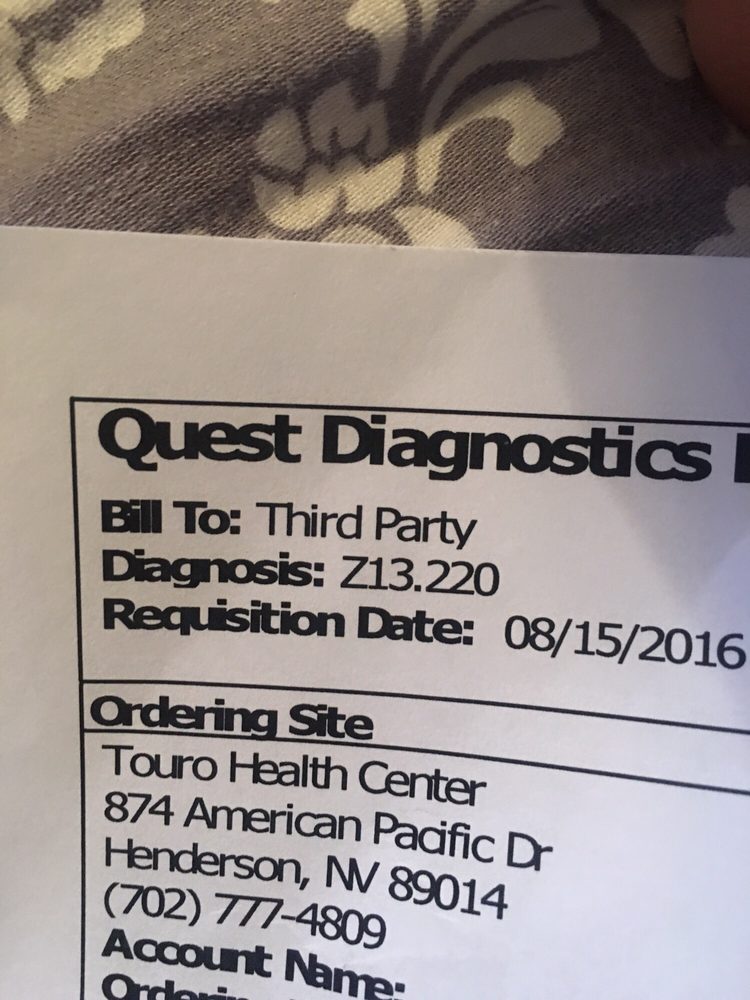 Quest Diagnostics
Bill To: Third Party
Diagnosis: Z13.220
Requisition Date: 08/15/2016
Ordering Site
Touro Health Center
874 American Pacific Dr
Henderson, NV 89014
(702) 777-4809
Account Name: